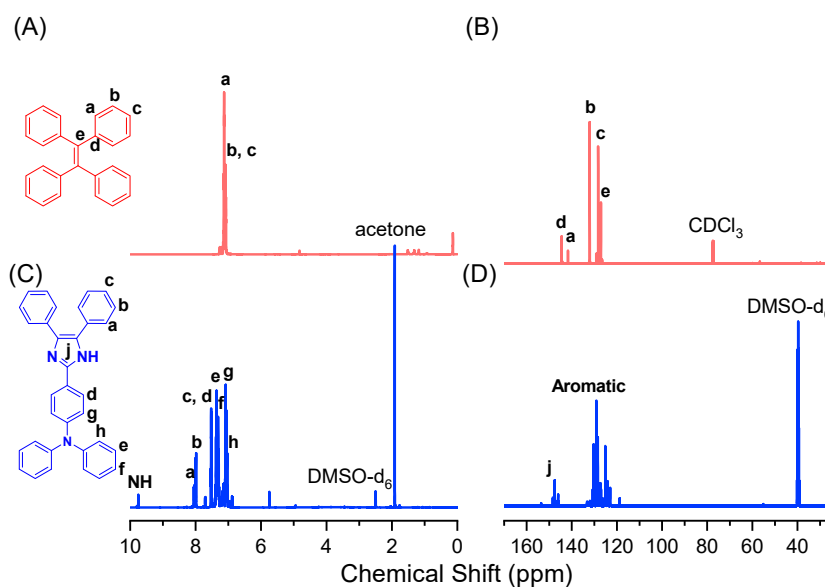 (A)
(B)
a
b
c
e
d
a
b, c
b
c
e
d
a
CDCl3
acetone
(C)
(D)
c
b
a
N
j
NH
d
g
h
N
e
f
NH
a
b
c, d
e
f
g
h
DMSO-d6
j
Aromatic
DMSO-d
10
8
6
4
2
0
160
140
120
100
80
60
40
Chemical Shift (ppm)